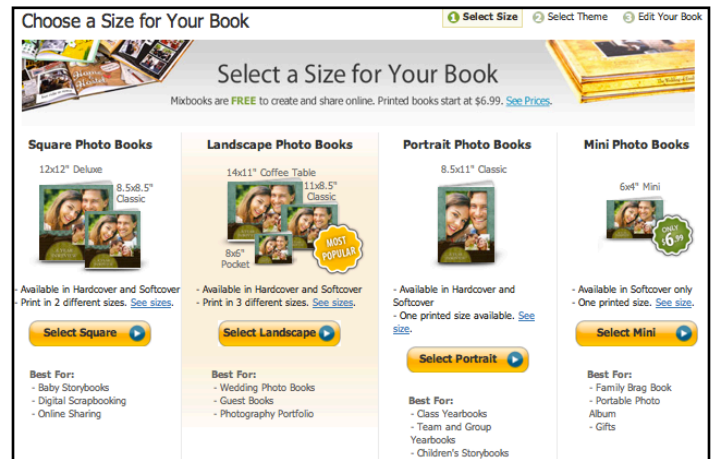 Choose a Size for Your Book
1 Select Size 2 Select Theme 3 Edit Your Book
Select a Size for Your Book
Mixbooks are FREE to create and share online. Printed books start at $6.99. See Prices.
Square Photo Books
12x12" Deluxe
8.5x8.5"
Classic
- Available in Hardcover and Softcover
- Print in 2 different sizes. See sizes.
Select Square
Best For:
- Baby Storybooks
- Digital Scrapbooking
- Online Sharing
Landscape Photo Books
14x11" Coffee Table
11x8.5"
Classic
8x6"
Pocket
MOST
POPULAR
- Available in Hardcover and Softcover
- Print in 3 different sizes. See sizes.
Select Landscape
Best For:
- Wedding Photo Books
- Guest Books
- Photography Portfolio
Portrait Photo Books
8.5x11" Classic
- Available in Hardcover and
Softcover
- One printed size available. See
size.
Select Portrait
Best For:
- Class Yearbooks
- Team and Group
Yearbooks
- Children's Storybooks
Mini Photo Books
6x4" Mini
ONLY
$6.99
- Available in Softcover only
- One printed size. See size.
Select Mini
Best For:
- Family Brag Book
- Portable Photo
Album
- Gifts